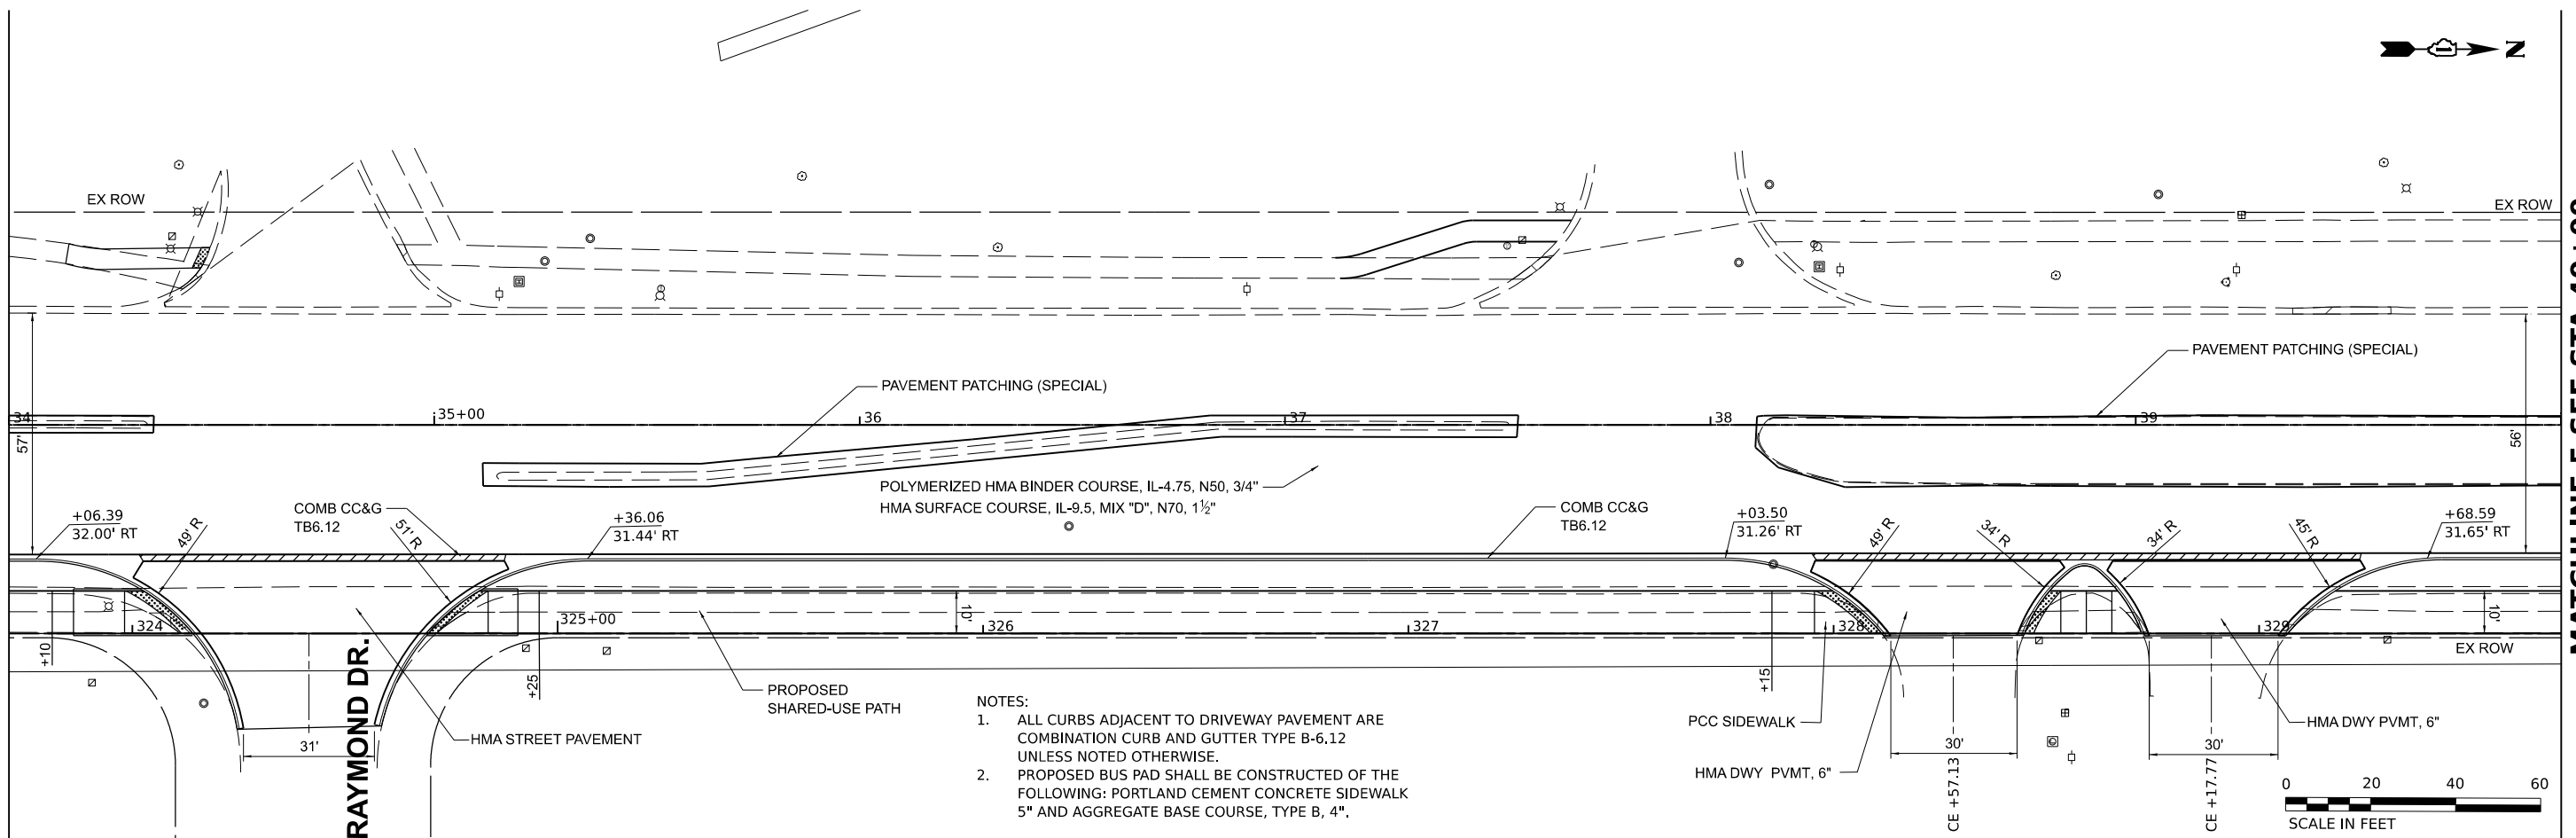 N
EX ROW
EX ROW
PAVEMENT PATCHING (SPECIAL)
PAVEMENT PATCHING (SPECIAL)
34
35+00
36
37
38
39
57'
56'
POLYMERIZED HMA BINDER COURSE, IL-4.75, N50, 3/4"
HMA SURFACE COURSE, IL-9.5, MIX "D", N70, 1½"
+06.39
32.00' RT
49' R
COMB CC&G
TB6.12
51' R
+36.06
31.44' RT
COMB CC&G
TB6.12
+03.50
31.26' RT
49' R
34' R
34' R
45' R
+68.59
31.65' RT
10'
10'
324
325+00
326
327
328
329
+10
+25
+15
EX ROW
RAYMOND DR.
31'
HMA STREET PAVEMENT
PROPOSED
SHARED-USE PATH
NOTES:
1. ALL CURBS ADJACENT TO DRIVEWAY PAVEMENT ARE
COMBINATION CURB AND GUTTER TYPE B-6.12
UNLESS NOTED OTHERWISE.
2. PROPOSED BUS PAD SHALL BE CONSTRUCTED OF THE
FOLLOWING: PORTLAND CEMENT CONCRETE SIDEWALK
5" AND AGGREGATE BASE COURSE, TYPE B, 4".
PCC SIDEWALK
HMA DWY PVMT, 6"
HMA DWY PVMT, 6"
30'
30'
CE +57.13
CE +17.77
0 20 40 60
SCALE IN FEET